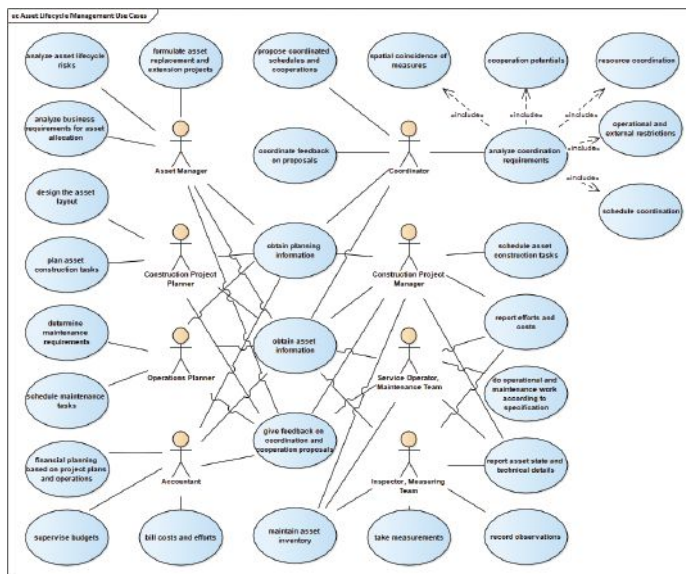 uc Asset Lifecycle Management Use Cases
analyze asset lifecycle
risks
formulate asset
replacement and
extension projects
propose coordinated
schedules and
cooperations
spatial coincidence of
measures
cooperation potentials
resource coordination
analyze business
requirements for asset
allocation
Asset Manager
coordinate feedback
on proposals
Coordinator
analyze coordination
requirements
«include»
«include»
«include»
«include»
«include»
operational and
external restrictions
schedule coordination
design the asset
layout
plan asset
construction tasks
Construction Project
Planner
obtain planning
information
Construction Project
Manager
schedule asset
construction tasks
determine
maintenance
requirements
Operations Planner
obtain asset
information
Service Operator,
Maintenance Team
report efforts and
costs
schedule maintenance
tasks
do operational and
maintenance work
according to
specification
financial planning
based on project plans
and operations
Accountant
give feedback on
coordination and
cooperation proposals
Inspector, Measuring
Team
report asset state and
technical details
supervise budgets
bill costs and efforts
maintain asset
inventory
take measurements
record observations